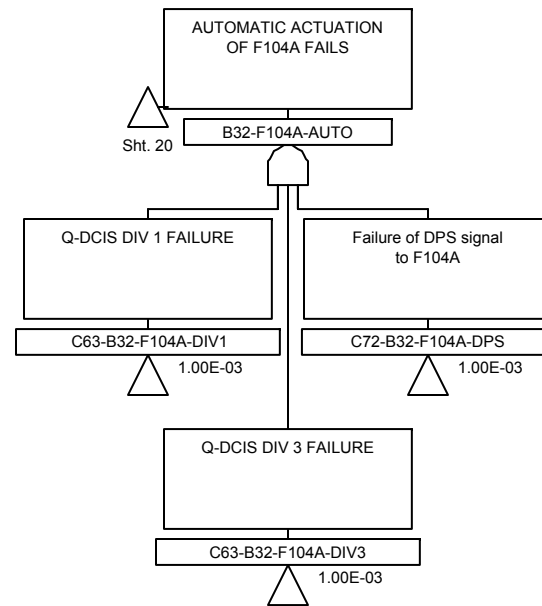 AUTOMATIC ACTUATION
OF F104A FAILS
Sht. 20
B32-F104A-AUTO
Q-DCIS DIV 1 FAILURE
C63-B32-F104A-DIV1
1.00E-03
Failure of DPS signal
to F104A
C72-B32-F104A-DPS
1.00E-03
Q-DCIS DIV 3 FAILURE
C63-B32-F104A-DIV3
1.00E-03